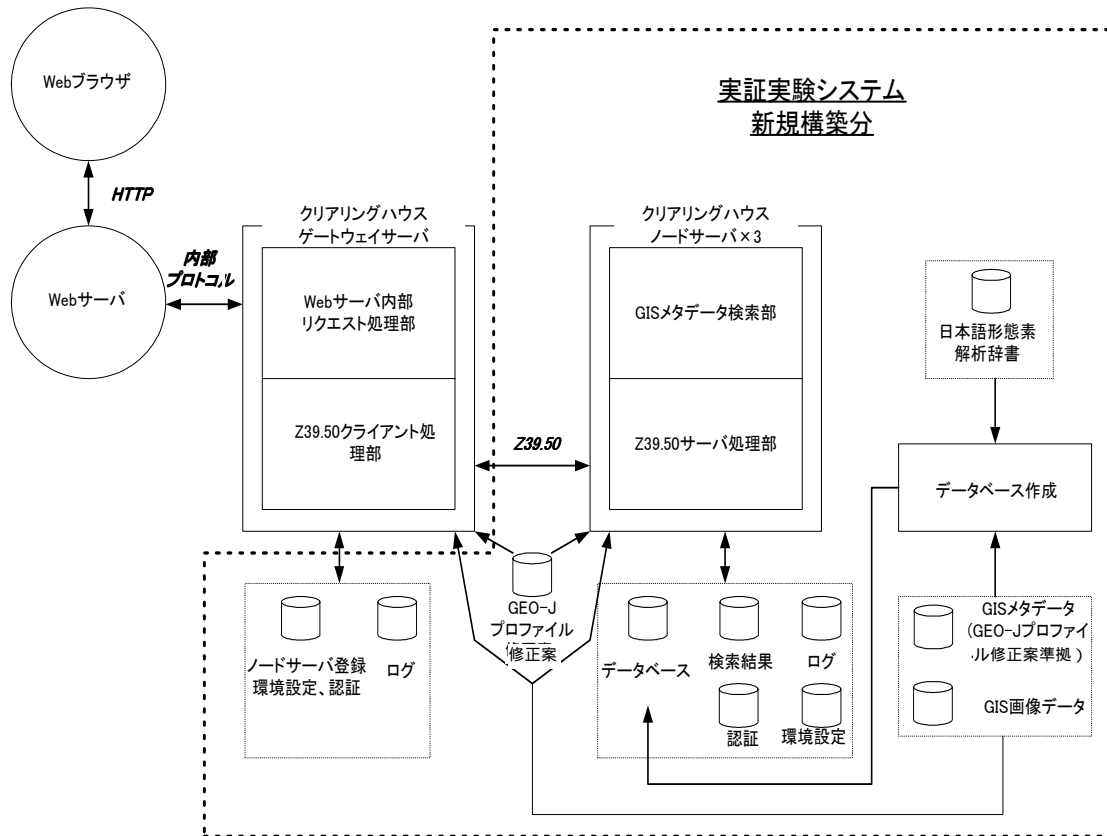 Webブラウザ
HTTP
Webサーバ
内部
プロトコル
実証実験システム
新規構築分
クリアリングハウス
ゲートウェイサーバ
Webサーバ内部
リクエスト処理部
Z39.50クライアント処
理部
Z39.50
クリアリングハウス
ノードサーバ×3
GISメタデータ検索部
Z39.50サーバ処理部
日本語形態素
解析辞書
データベース作成
GISメタデータ
(GEO-Jプロファイ
ル修正案準拠)
GIS画像データ
GEO-J
プロファイル
修正案
ノードサーバ登録
環境設定、認証
ログ
データベース
検索結果
ログ
認証
環境設定